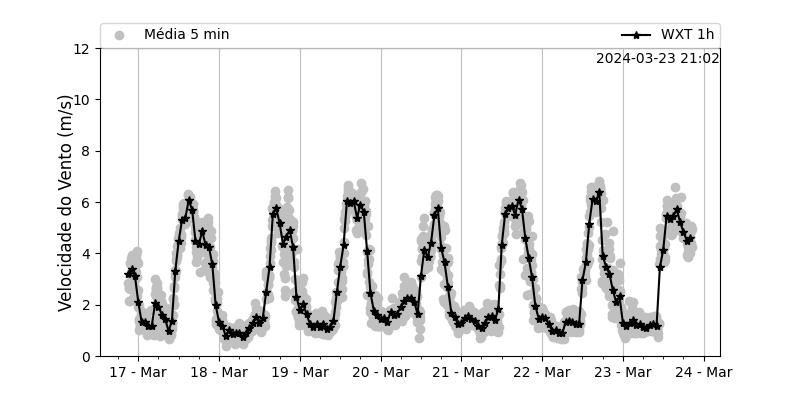 Média 5 min
WXT 1h
2024-03-23 21:02
Velocidade do Vento (m/s)
12
10
8
6
4
2
0
17 - Mar
18 - Mar
19 - Mar
20 - Mar
21 - Mar
22 - Mar
23 - Mar
24 - Mar